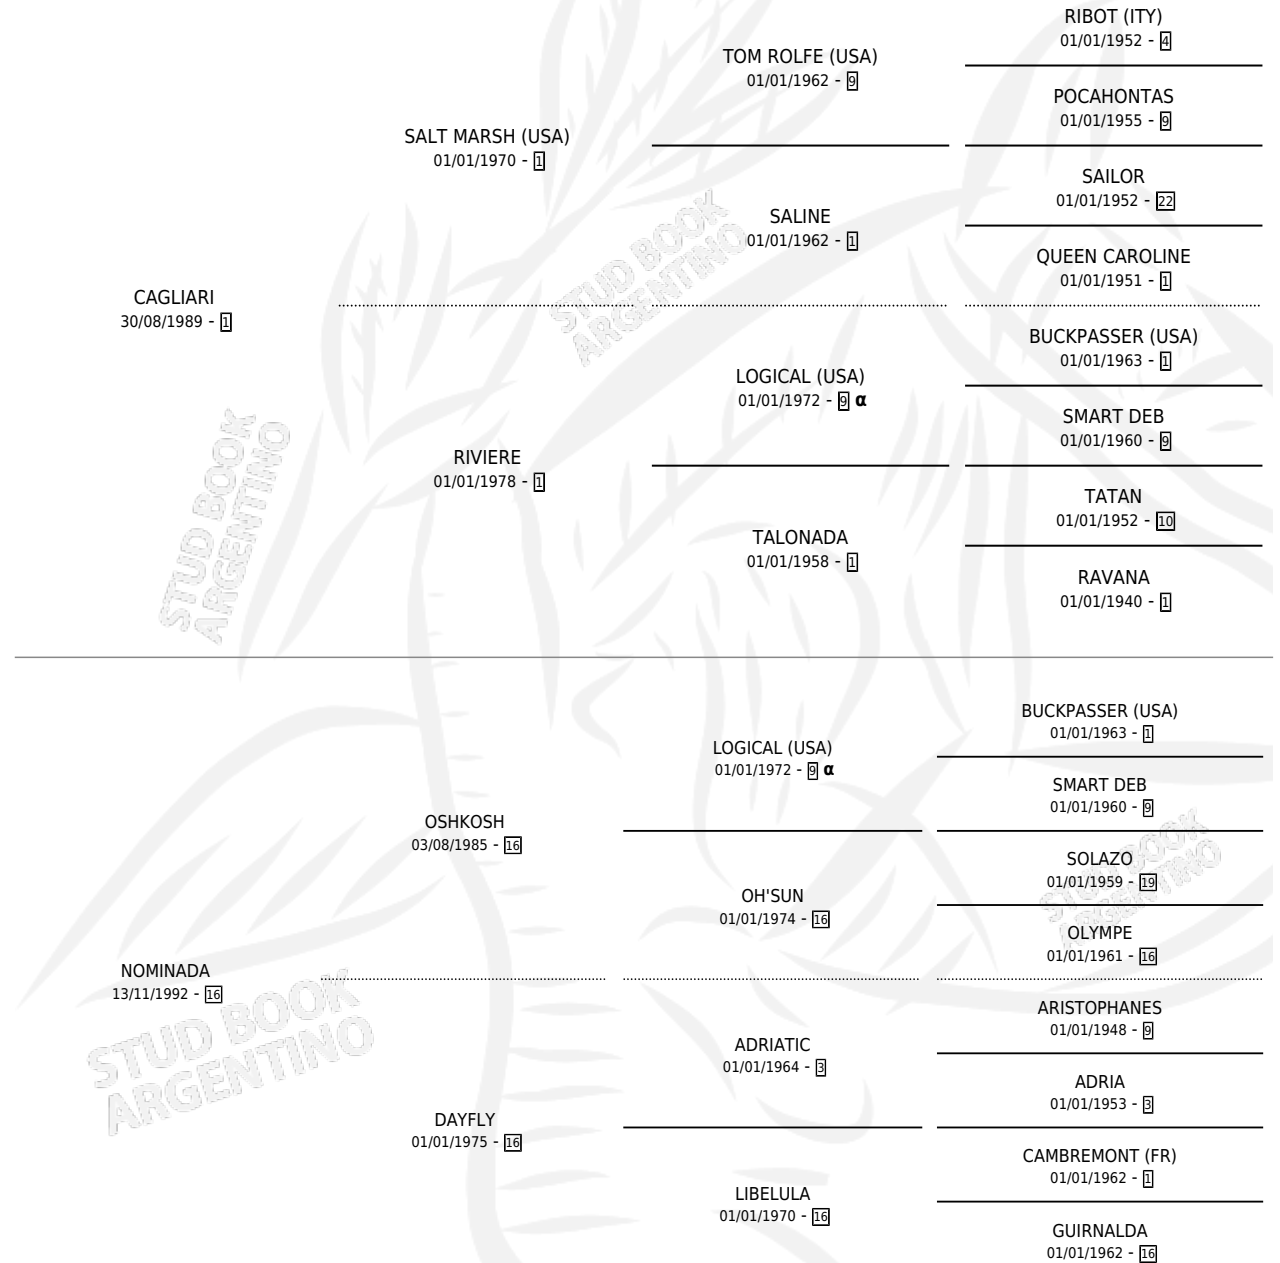 RIBOT (ITY)
01/01/1952 - 4
TOM ROLFE (USA)
01/01/1962 - 9
POCAHONTAS
01/01/1955 - 9
SALT MARSH (USA)
01/01/1970 - 1
SAILOR
01/01/1952 - 22
SALINE
01/01/1962 - 1
QUEEN CAROLINE
01/01/1951 - 1
STUD BOOK
ARGENTINO
CAGLIARI
30/08/1989 - 1
BUCKPASSER (USA)
01/01/1963 - 1
LOGICAL (USA)
01/01/1972 - 9 α
SMART DEB
01/01/1960 - 9
RIVIERE
01/01/1978 - 1
TATAN
01/01/1952 - 10
TALONADA
01/01/1958 - 1
RAVANA
01/01/1940 - 1
STUD BOOK
ARGENTINO
BUCKPASSER (USA)
01/01/1963 - 1
LOGICAL (USA)
01/01/1972 - 9 α
SMART DEB
01/01/1960 - 9
OSHKOSH
03/08/1985 - 16
SOLAZO
01/01/1959 - 19
OH'SUN
01/01/1974 - 16
OLYMPE
01/01/1961 - 16
STUD BOOK
ARGENTINO
NOMINADA
13/11/1992 - 16
ARISTOPHANES
01/01/1948 - 9
ADRIATIC
01/01/1964 - 3
ADRIA
01/01/1953 - 3
STUD BOOK
ARGENTINO
DAYFLY
01/01/1975 - 16
CAMBREMONT (FR)
01/01/1962 - 1
LIBELULA
01/01/1970 - 16
GUIRNALDA
01/01/1962 - 16